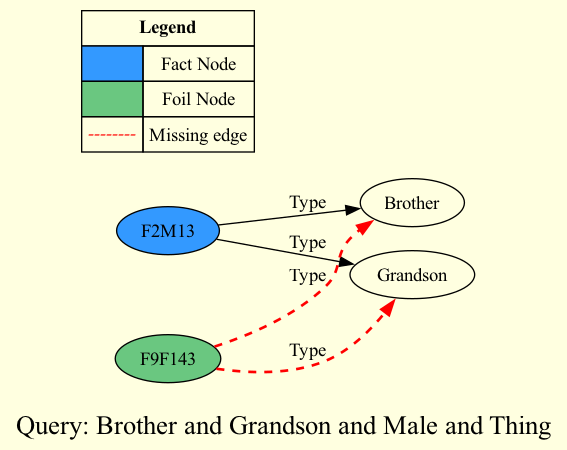 Legend
Fact Node
Foil Node
Missing edge
Type
Brother
F2M13
Type
Grandson
Type
F9F143
Type
Query: Brother and Grandson and Male and Thing